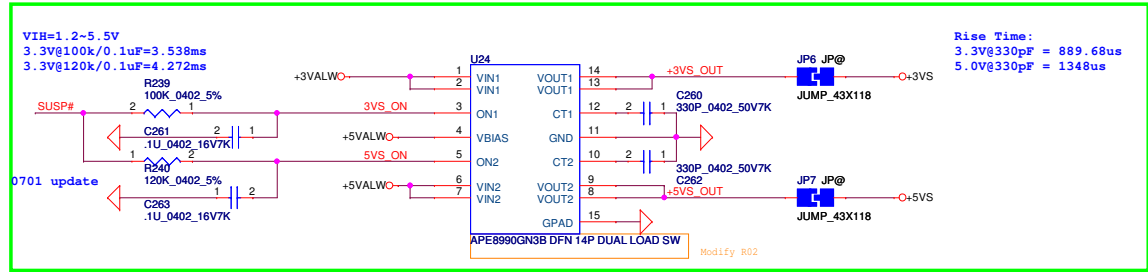 VIH=1.2~5.5V
3.3V@100k/0.1uF=3.538ms
3.3V@120k/0.1uF=4.272ms
Rise Time:
3.3V@330pF = 889.68us
5.0V@330pF = 1348us
U24
JP6 JP@
R239
100K_0402_5%
+3VALW
1
2
VIN1
VIN1
VOUT1
VOUT1
14
13
+3VS_OUT
+3VS
JUMP_43X118
SUSP#
2
1
3VS_ON
3
ON1
CT1
12
2
1
C260
330P_0402_50V7K
C261
2
1
.1U_0402_16V7K
+5VALW
4
VBIAS
GND
11
1
2
5VS_ON
5
ON2
CT2
10
2
1
330P_0402_50V7K
C262
R240
120K_0402_5%
0701 update
+5VALW
6
7
VIN2
VIN2
VOUT2
VOUT2
9
8
+5VS_OUT
JP7 JP@
+5VS
JUMP_43X118
1
2
C263
.1U_0402_16V7K
GPAD
15
APE8990GN3B DFN 14P DUAL LOAD SW
Modify R02